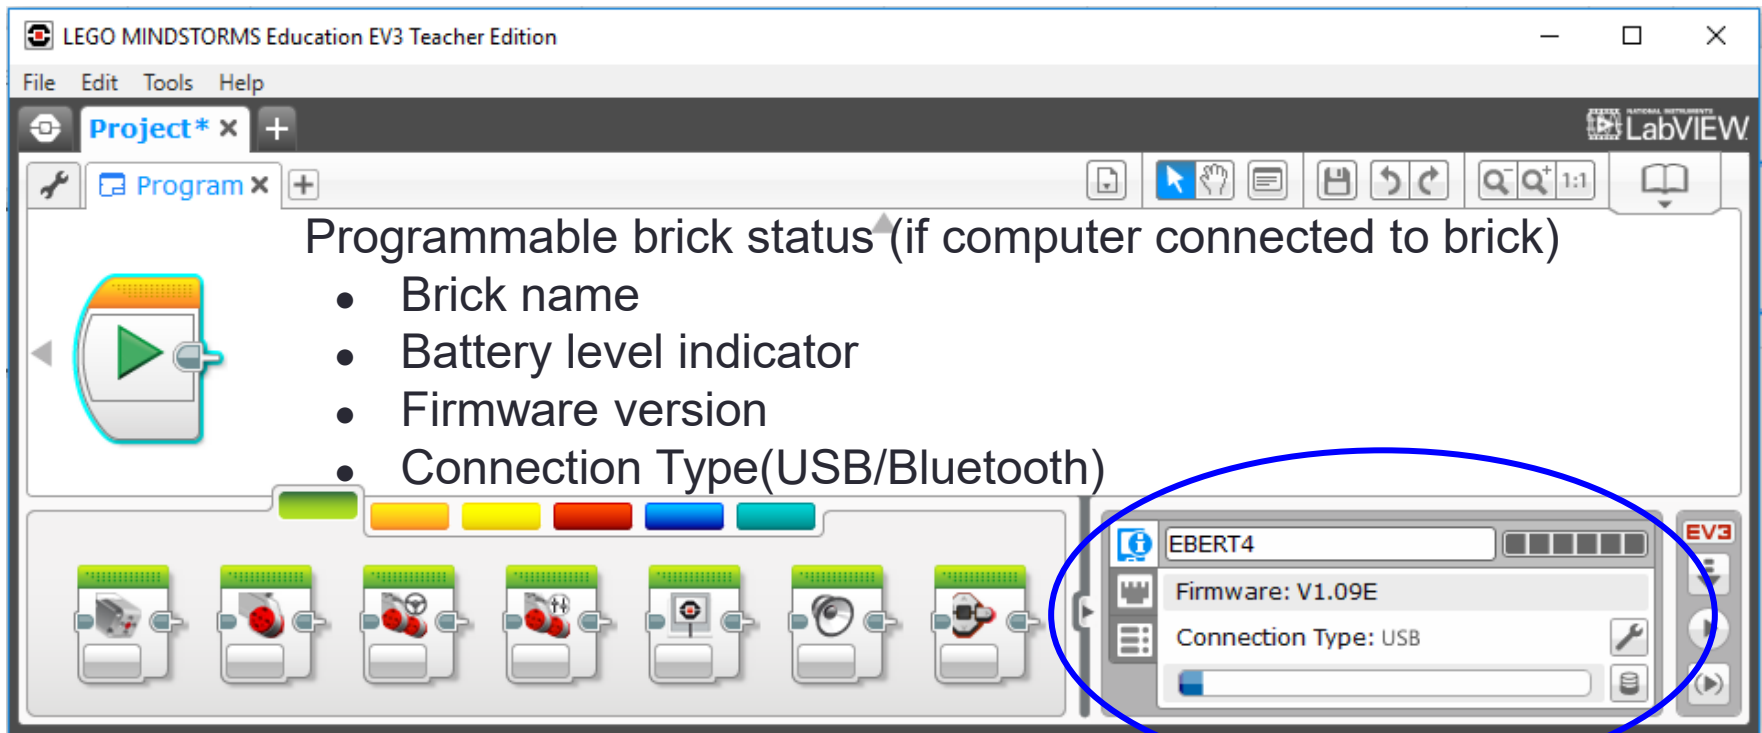 LEGO MINDSTORMS Education EV3 Teacher Edition
File Edit Tools Help
Project*
NATIONAL INSTRUMENTS
LabVIEW
Program
1:1
Programmable brick status (if computer connected to brick)
• Brick name
• Battery level indicator
• Firmware version
• Connection Type(USB/Bluetooth)
EBERT4
EV3
Firmware: V1.09E
Connection Type: USB